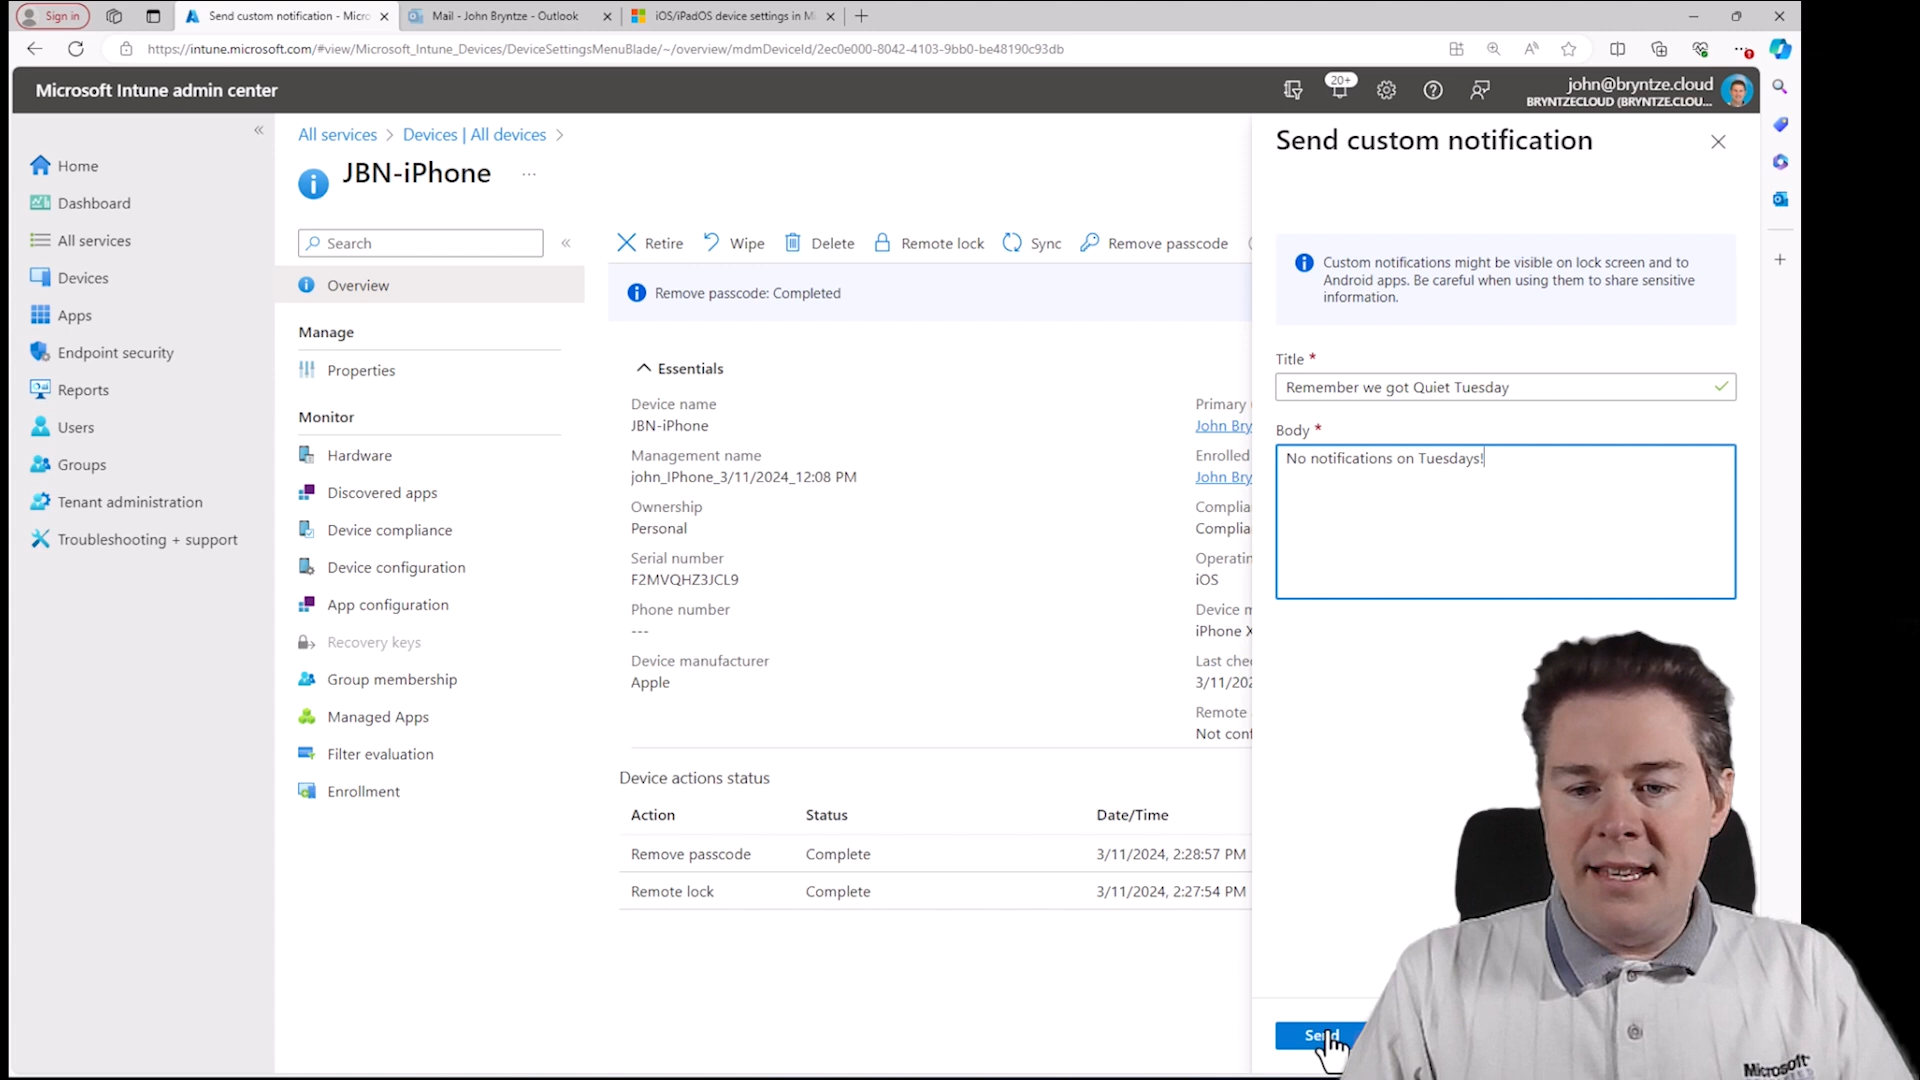 Sign in
Send custom notification - Micro
Mail - John Bryntze - Outlook
iOS/iPadOS device settings in Mi
https://intune.microsoft.com/#view/Microsoft_Intune_Devices/DeviceSettingsMenuBlade/~/overview/mdmDeviceId/2ec0e000-8042-4103-9bb0-be48190c93db
Microsoft Intune admin center
20+
john@bryntze.cloud
BRYNTZECLOUD (BRYNTZE.CLOU...
Home
Dashboard
All services
Devices
Apps
Endpoint security
Reports
Users
Groups
Tenant administration
Troubleshooting + support
All services > Devices | All devices >
JBN-iPhone ...
Search
Overview
Manage
Properties
Monitor
Hardware
Discovered apps
Device compliance
Device configuration
App configuration
Recovery keys
Group membership
Managed Apps
Filter evaluation
Enrollment
Retire
Wipe
Delete
Remote lock
Sync
Remove passcode
Remove passcode: Completed
Essentials
Device name
JBN-iPhone
Management name
john_IPhone_3/11/2024_12:08 PM
Ownership
Personal
Serial number
F2MVQHZ3JCL9
Phone number
---
Device manufacturer
Apple
Primary
John Bry
Enrolled
John Bry
Complia
Complia
Operatin
iOS
Device m
iPhone X
Last chec
3/11/202
Remote
Not conf
Device actions status
Action Status Date/Time
Remove passcode Complete 3/11/2024, 2:28:57 PM
Remote lock Complete 3/11/2024, 2:27:54 PM
Send custom notification
Custom notifications might be visible on lock screen and to
Android apps. Be careful when using them to share sensitive
information.
Title *
Remember we got Quiet Tuesday
Body *
No notifications on Tuesdays!
Send
Microsoft